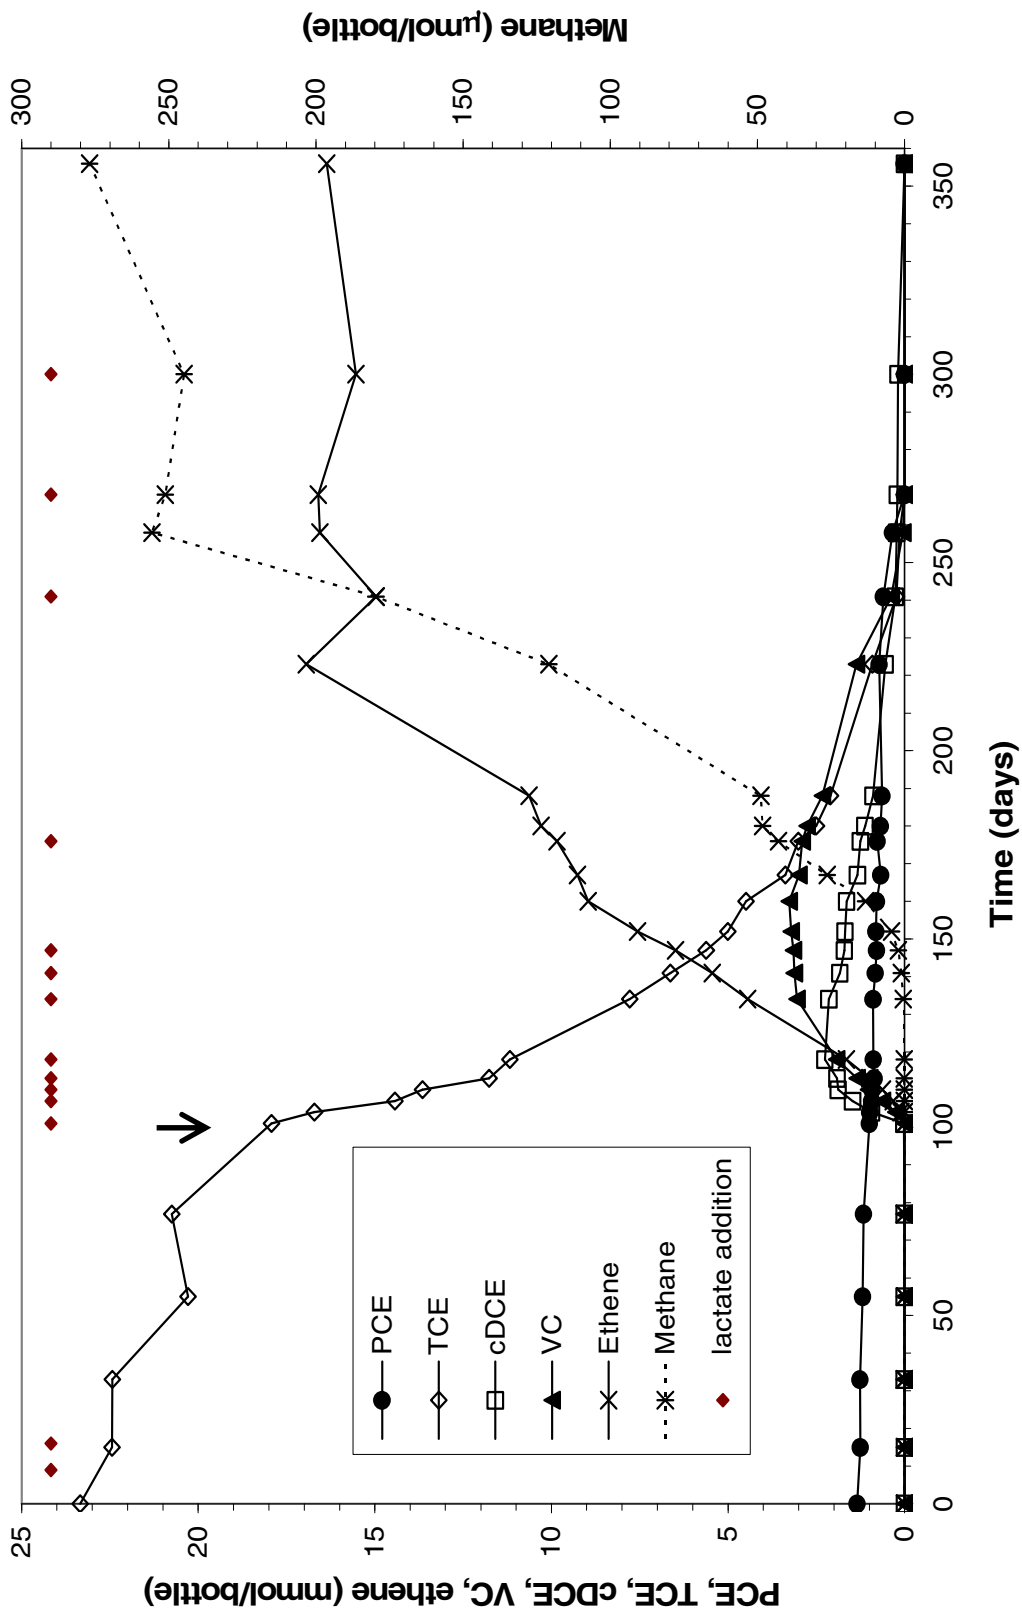 PCE, TCE, cDCE, VC, ethene (mmol/bottle)
25
20
15
10
5
0
PCE
TCE
cDCE
VC
Ethene
Methane
lactate addition
0
50
100
150
200
250
300
350
Time (days)
300
250
200
150
100
50
0
Methane (μmol/bottle)